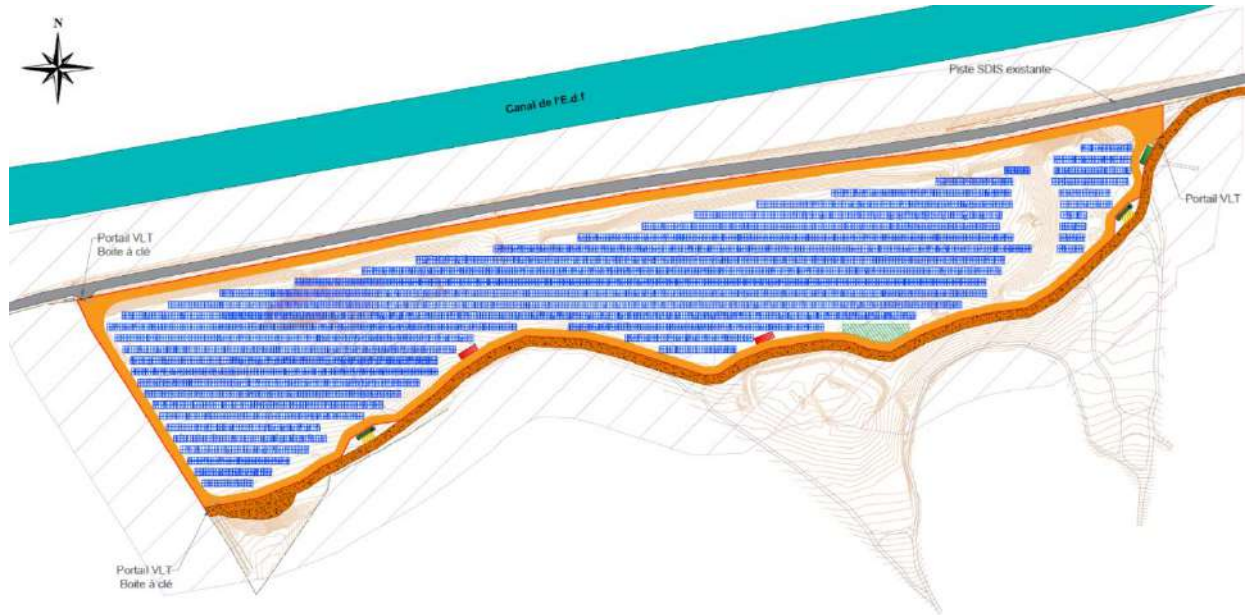 N
Piste SDIS existante
Canal de l'E.d.f
Portail VLT
Portail VLT
Boite à clé
Portail VLT
Boite à clé